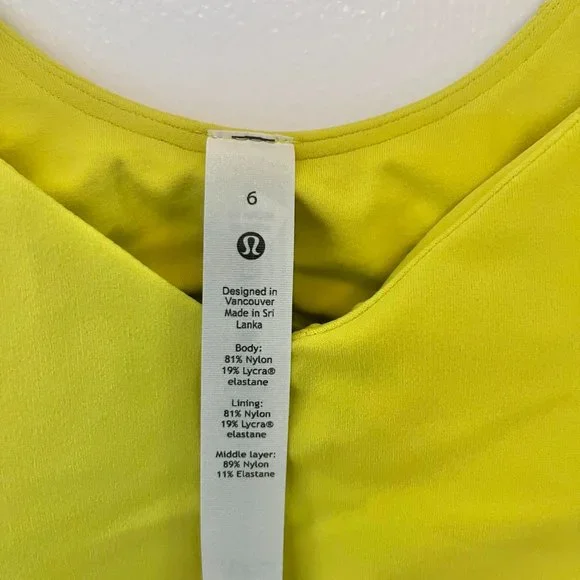 6
Designed in
Vancouver
Made in Sri
Lanka
Body:
81% Nylon
19% Lycra®
elastane
Lining:
81% Nylon
19% Lycra®
elastane
Middle layer:
89% Nylon
11% Elastane